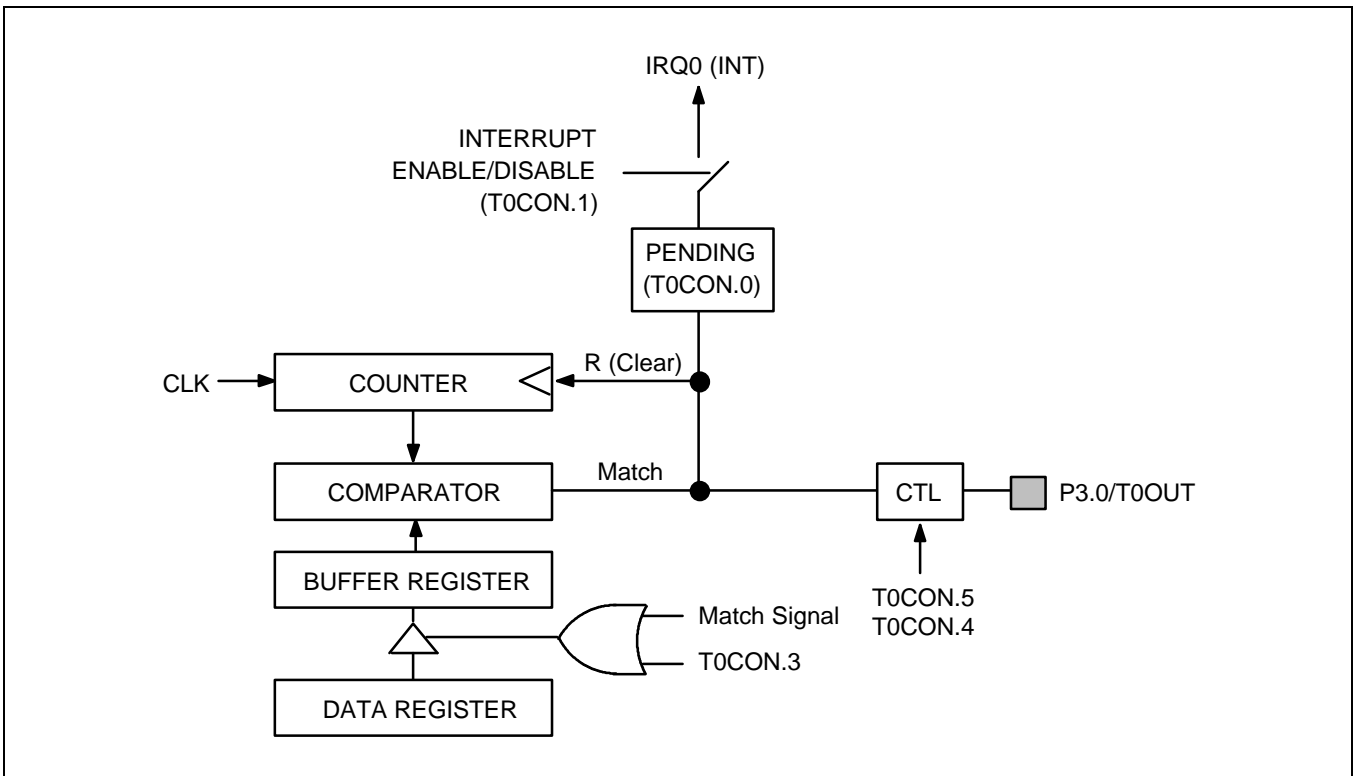 IRQ0 (INT)
INTERRUPT
ENABLE/DISABLE
(T0CON.1)
PENDING
(T0CON.0)
R (Clear)
CLK
COUNTER
Match
COMPARATOR
CTL
P3.0/T0OUT
BUFFER REGISTER
T0CON.5
T0CON.4
Match Signal
T0CON.3
DATA REGISTER